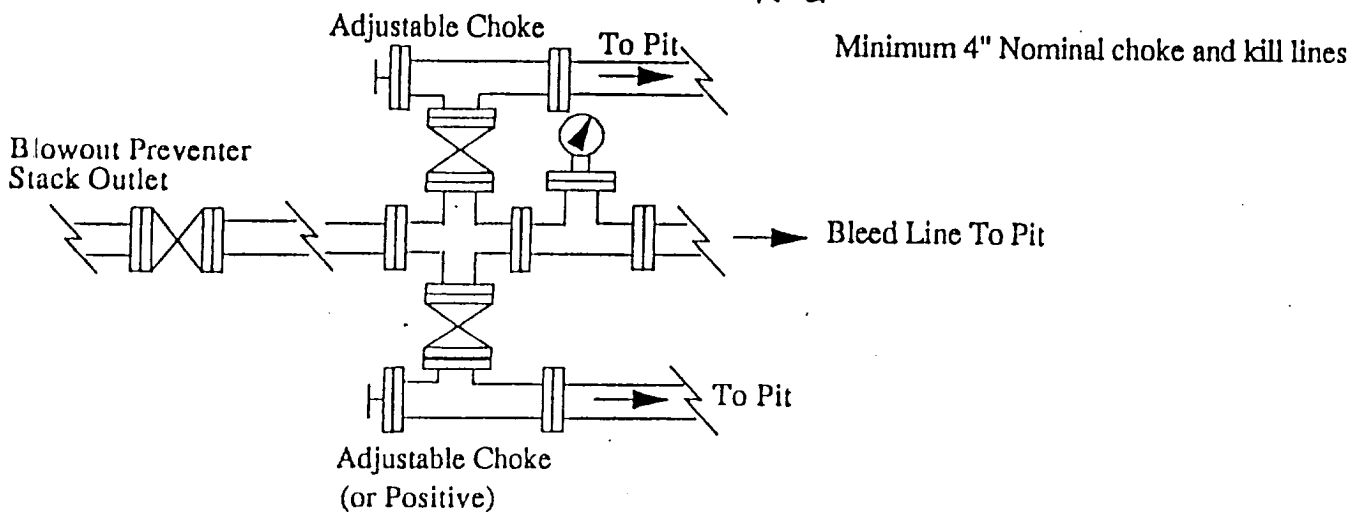 Adjustable Choke
To Pit
Minimum 4" Nominal choke and kill lines
Blowout Preventer
Stack Outlet
Bleed Line To Pit
To Pit
Adjustable Choke
(or Positive)